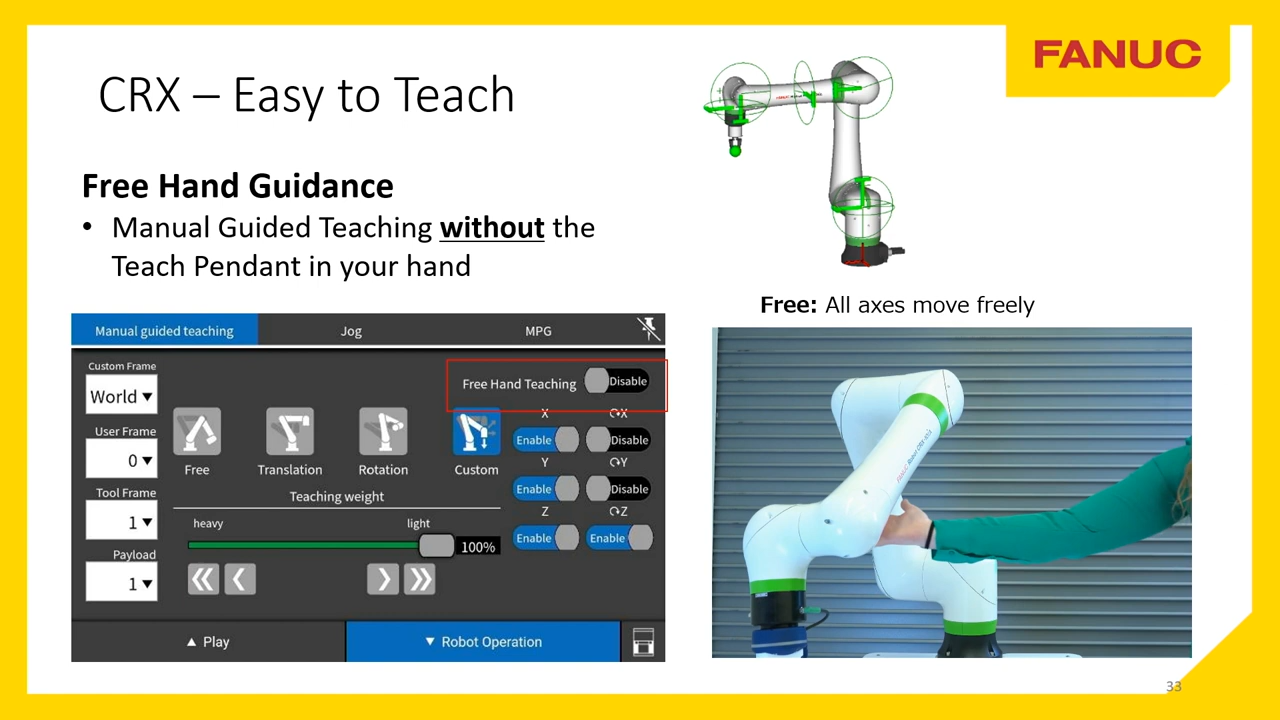 FANUC
CRX – Easy to Teach
Free Hand Guidance
• Manual Guided Teaching without the
Teach Pendant in your hand
Free: All axes move freely
Manual guided teaching
Jog
MPG
Custom Frame
World ▼
User Frame
0 ▼
Tool Frame
1 ▼
Payload
1 ▼
Free Hand Teaching
Disable
Free
Translation
Rotation
Custom
X
Enable
X
Disable
Y
Enable
Y
Disable
Z
Enable
Z
Enable
Teaching weight
heavy
light
100%
▲ Play
▼ Robot Operation
FANUC Robot CRX
33